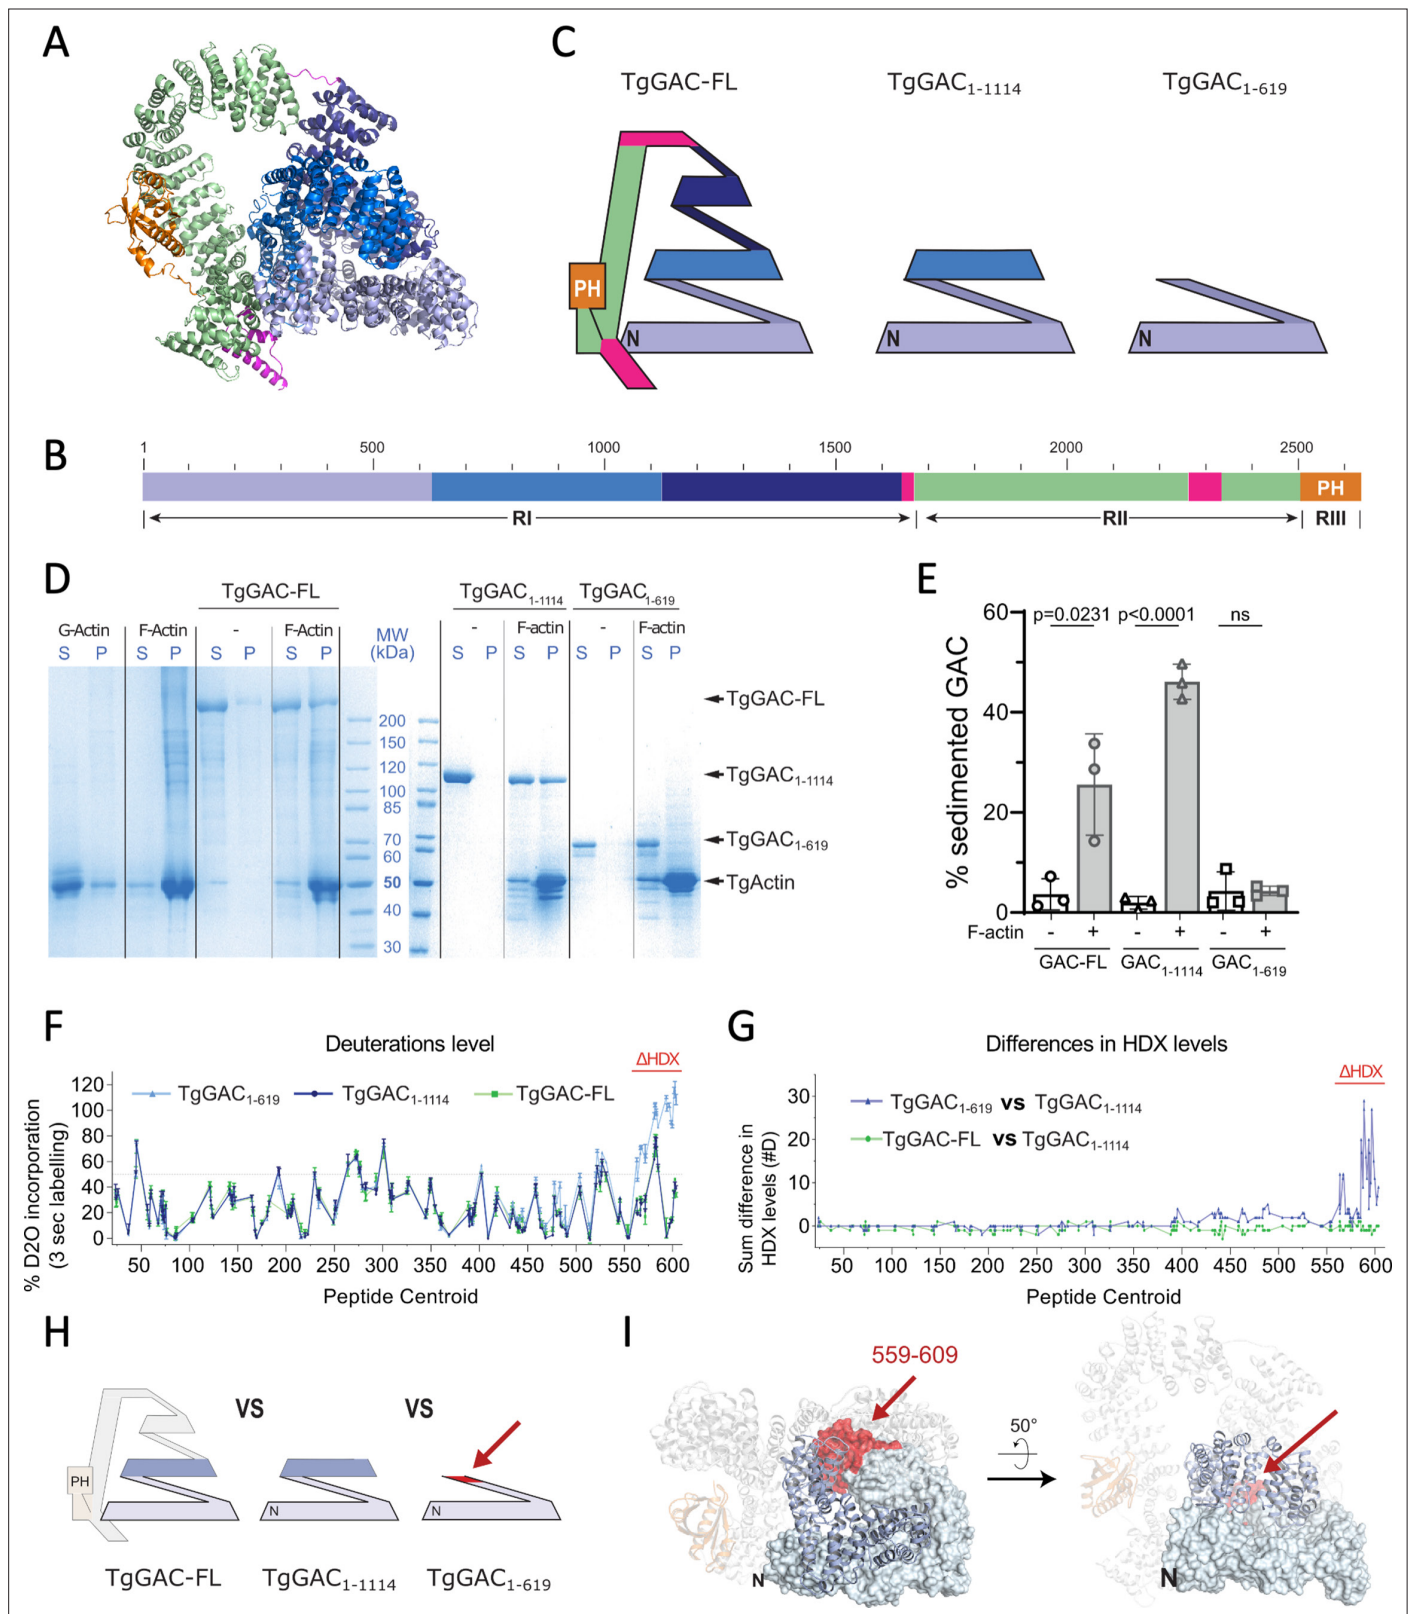 A
C
TgGAC-FL
TgGAC1-1114
TgGAC1-619
PH
N
N
N
B
1 500 1000 1500 2000 2500
PH
RI RII RIII
D
TgGAC-FL
TgGAC1-1114
TgGAC1-619
G-Actin F-Actin - F-Actin MW (kDa) - F-actin - F-actin
S P S P S P S P S P S P S P S P
200
150
120
100
85
70
60
50
40
30
TgGAC-FL
TgGAC1-1114
TgGAC1-619
TgActin
E
% sedimented GAC
60
40
20
0
p=0.0231 p<0.0001 ns
F-actin - + - + - +
GAC-FL GAC1-1114 GAC1-619
F
Deuterations level
ΔHDX
TgGAC1-619 TgGAC1-1114 TgGAC-FL
% D2O incorporation
(3 sec labelling)
120
100
80
60
40
20
0
50 100 150 200 250 300 350 400 450 500 550 600
Peptide Centroid
G
Differences in HDX levels
ΔHDX
TgGAC1-619 vs TgGAC1-1114
TgGAC-FL vs TgGAC1-1114
Sum difference in
HDX levels (#D)
30
20
10
0
50 100 150 200 250 300 350 400 450 500 550 600
Peptide Centroid
H
VS VS
PH
N
N
TgGAC-FL TgGAC1-1114 TgGAC1-619
I
559-609
50°
N
N